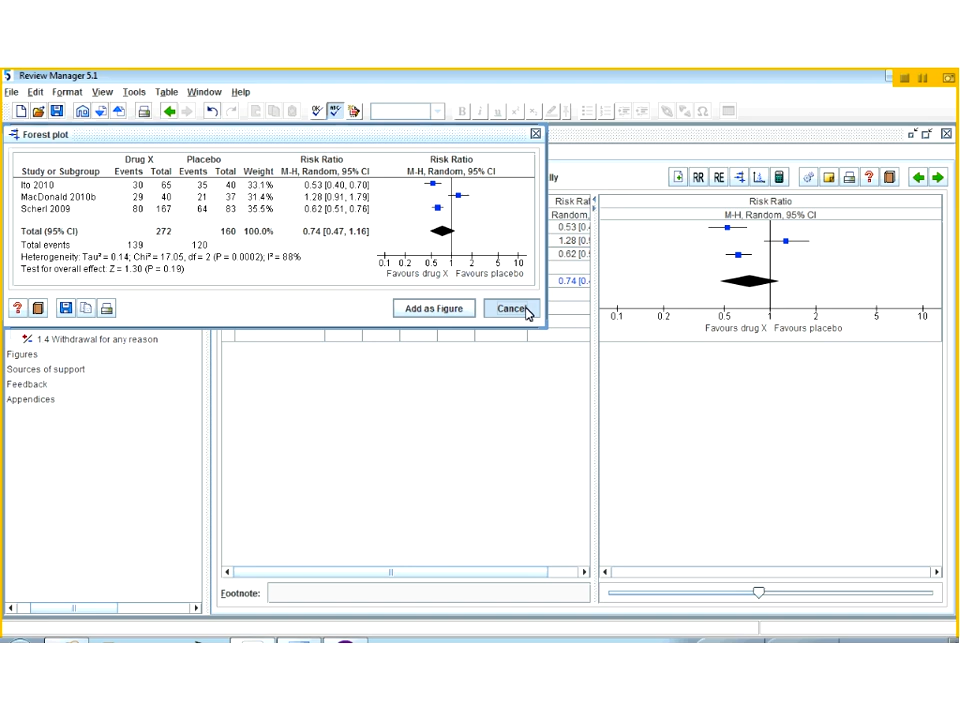 5 Review Manager 5.1
File Edit Format View Tools Table Window Help
Forest plot
Drug X Placebo Risk Ratio Risk Ratio
Study or Subgroup Events Total Events Total Weight M-H, Random, 95% CI M-H, Random, 95% CI
Ito 2010 30 65 35 40 33.1% 0.53 [0.40, 0.70]
MacDonald 2010b 29 40 21 37 31.4% 1.28 [0.91, 1.79]
Scherl 2009 80 167 64 83 35.5% 0.62 [0.51, 0.76]
Total (95% CI) 272 160 100.0% 0.74 [0.47, 1.16]
Total events 139 120
Heterogeneity: Tau² = 0.14; Chi² = 17.05, df = 2 (P = 0.0002); I² = 88%
Test for overall effect: Z = 1.30 (P = 0.19)
0.1 0.2 0.5 1 2 5 10
Favours drug X Favours placebo
Add as Figure Cancel
lly
RR RE
Risk Rat
Random,
0.53 [0.
1.28 [0.
0.62 [0.
0.74 [0.
Risk Ratio
M-H, Random, 95% CI
0.1 0.2 0.5 1 2 5 10
Favours drug X Favours placebo
1.4 Withdrawal for any reason
Figures
Sources of support
Feedback
Appendices
Footnote: